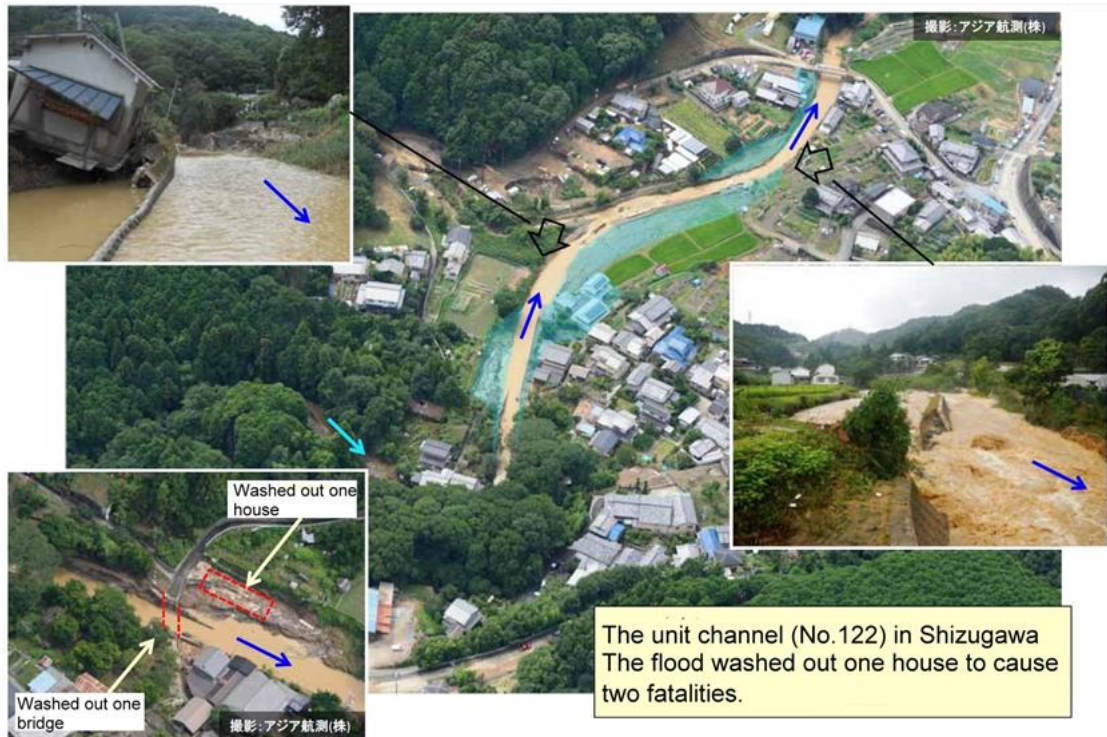 撮影:アジア航測(株)
Washed out one
house
Washed out one
bridge
撮影:アジア航測(株)
The unit channel (No.122) in Shizugawa
The flood washed out one house to cause
two fatalities.